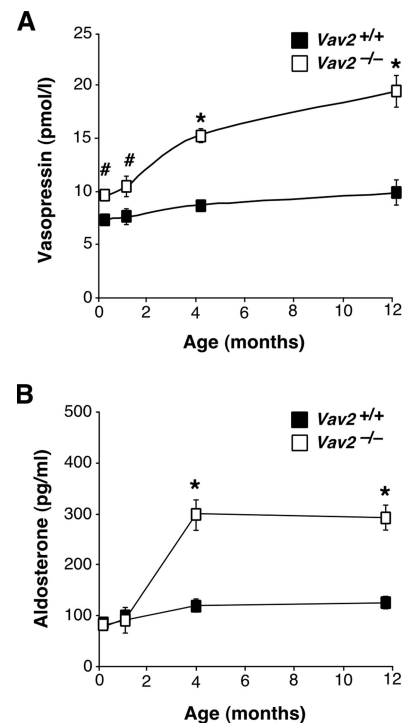 A
Vav2 +/+
Vav2 –/–
25
20
15
10
5
0
Vasopressin (pmol/l)
# # * *
0 2 4 6 8 10 12
Age (months)
B
Vav2 +/+
Vav2 –/–
500
400
300
200
100
0
Aldosterone (pg/ml)
* *
0 2 4 6 8 10 12
Age (months)